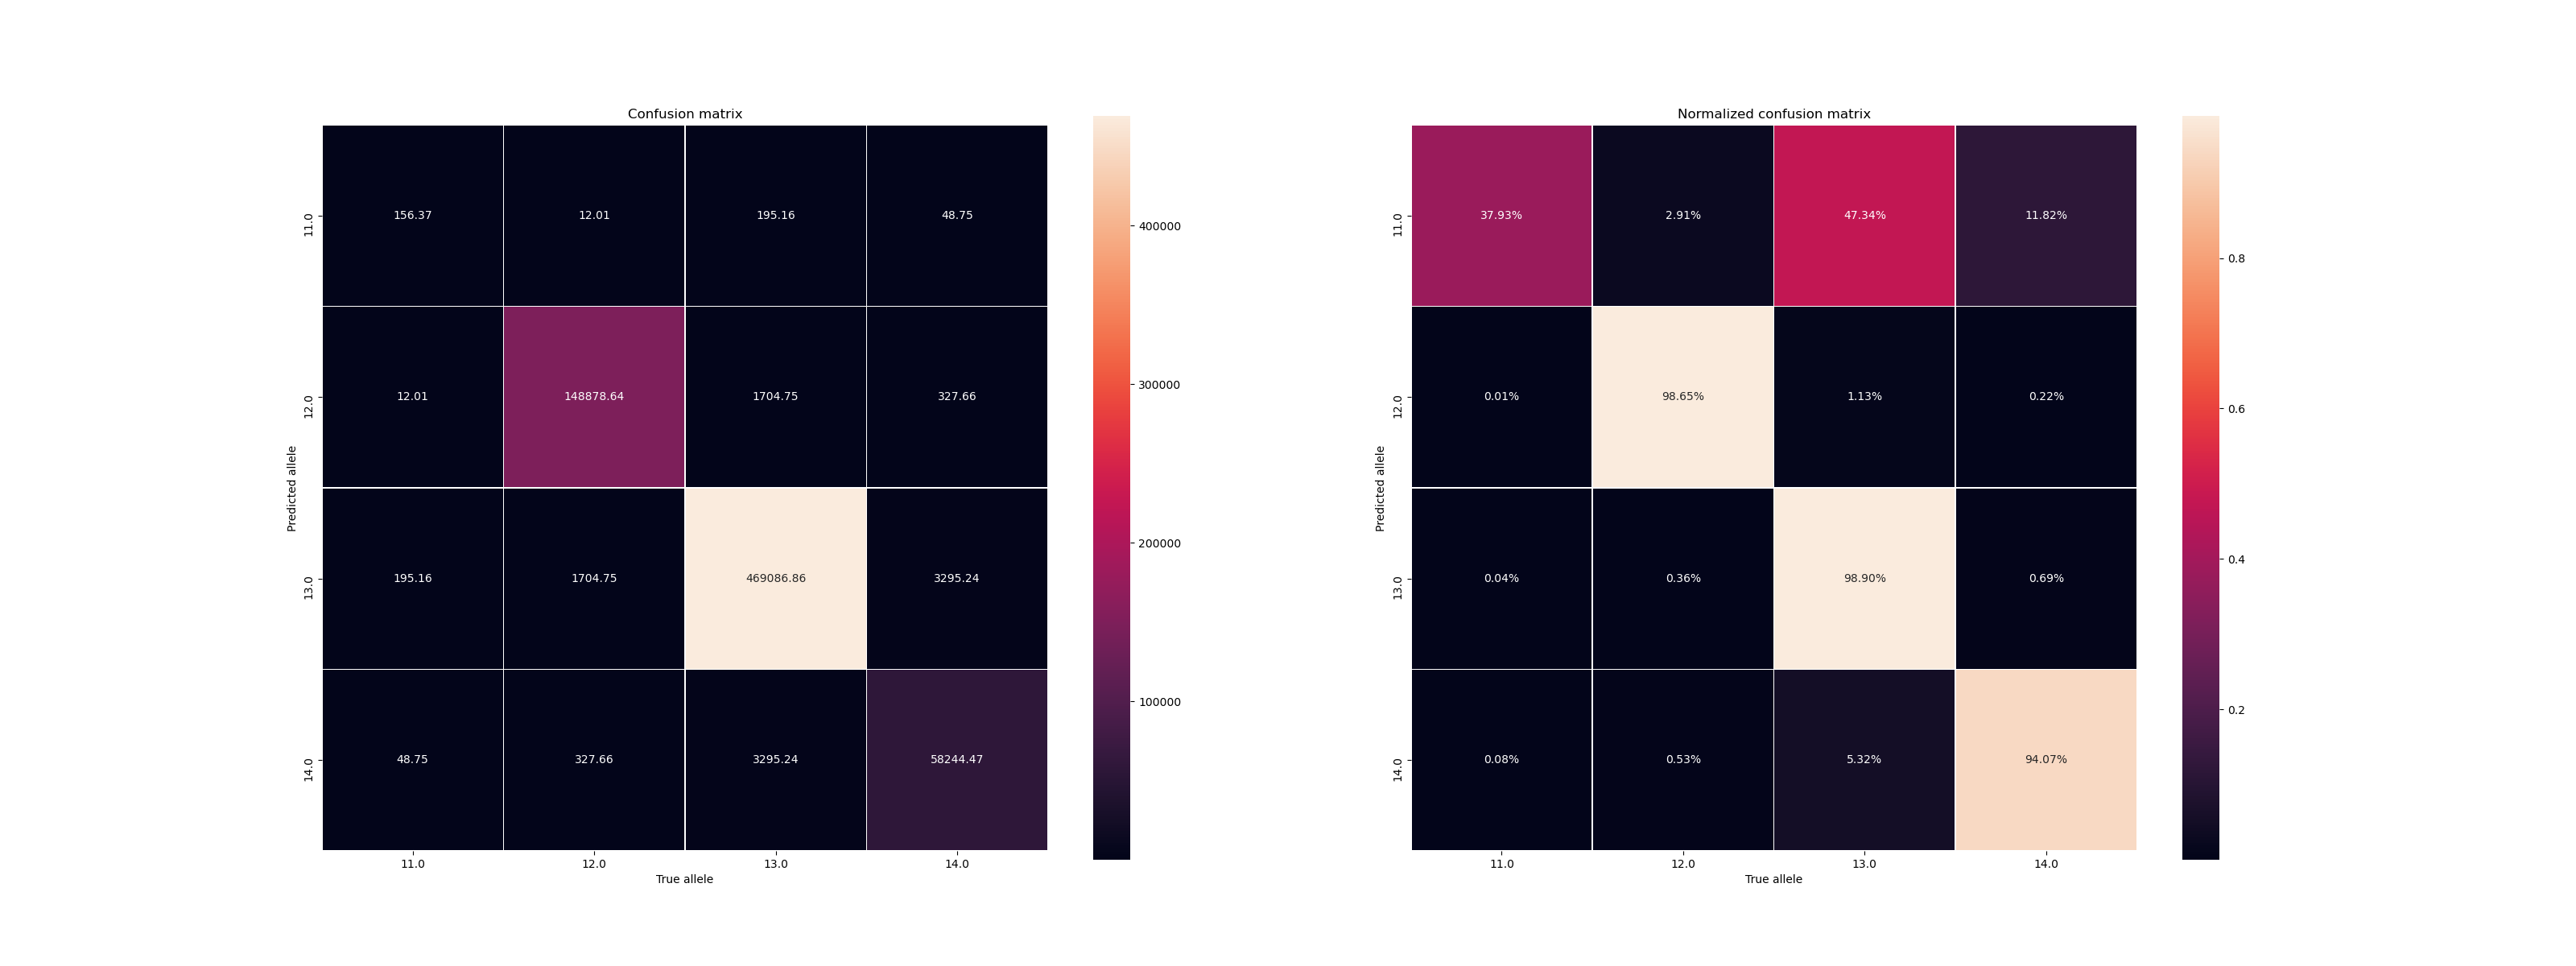 Confusion matrix
11.0 156.37 12.01 195.16 48.75
12.0 12.01 148878.64 1704.75 327.66
13.0 195.16 1704.75 469086.86 3295.24
14.0 48.75 327.66 3295.24 58244.47
Predicted allele
11.0 12.0 13.0 14.0
True allele
400000
300000
200000
100000
Normalized confusion matrix
11.0 37.93% 2.91% 47.34% 11.82%
12.0 0.01% 98.65% 1.13% 0.22%
13.0 0.04% 0.36% 98.90% 0.69%
14.0 0.08% 0.53% 5.32% 94.07%
Predicted allele
11.0 12.0 13.0 14.0
True allele
0.8
0.6
0.4
0.2